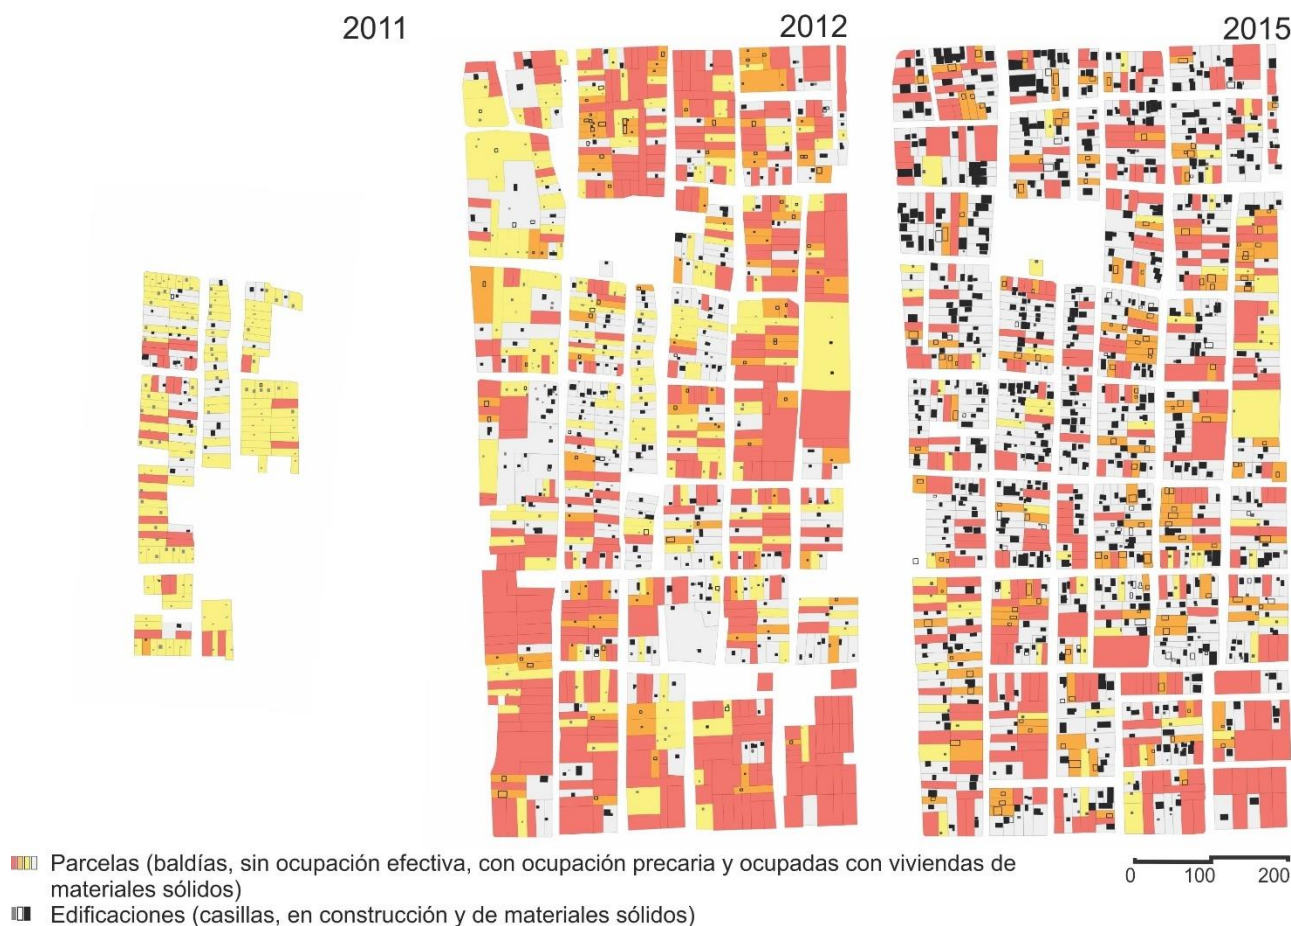 2011
2012
2015
Parcelas (baldías, sin ocupación efectiva, con ocupación precaria y ocupadas con viviendas de
materiales sólidos)
0 100 200
Edificaciones (casillas, en construcción y de materiales sólidos)